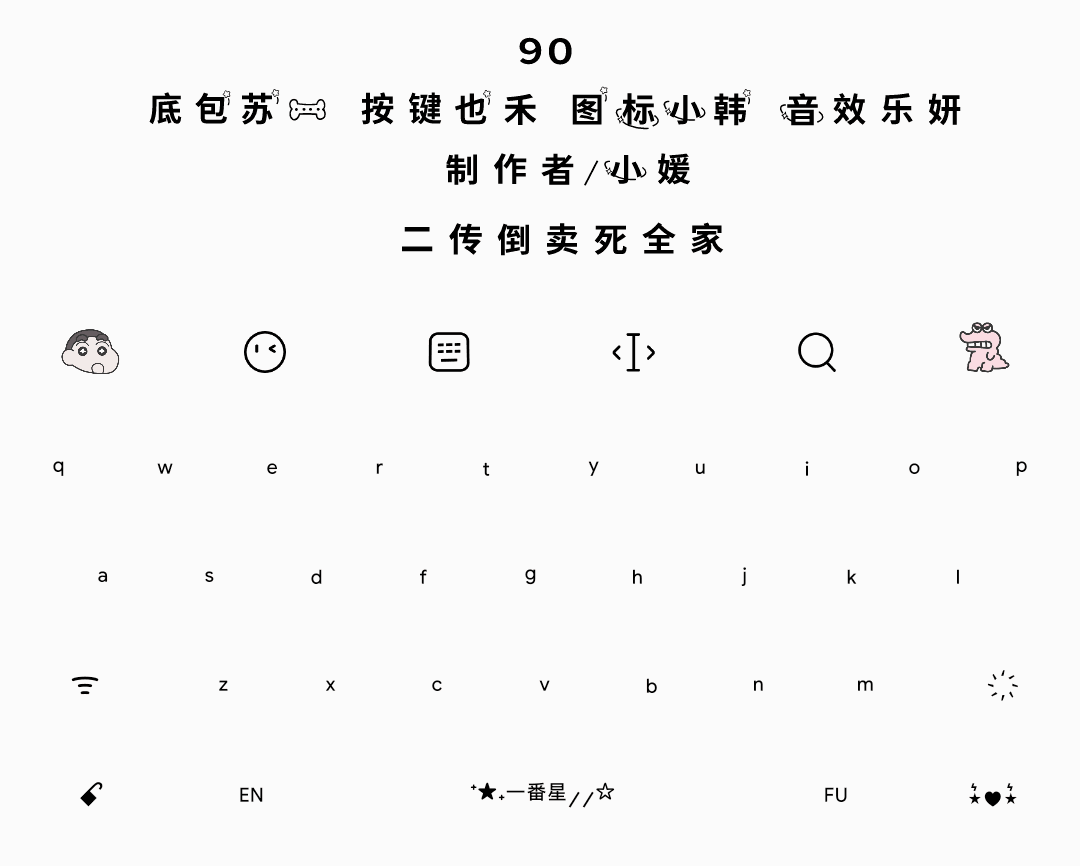 90
底包苏 按键也禾 图标小韩 音效乐妍
制作者/小媛
二传倒卖死全家
q w e r t y u i o p
a s d f g h j k l
z x c v b n m
EN ⁺★₊一番星//☆ FU